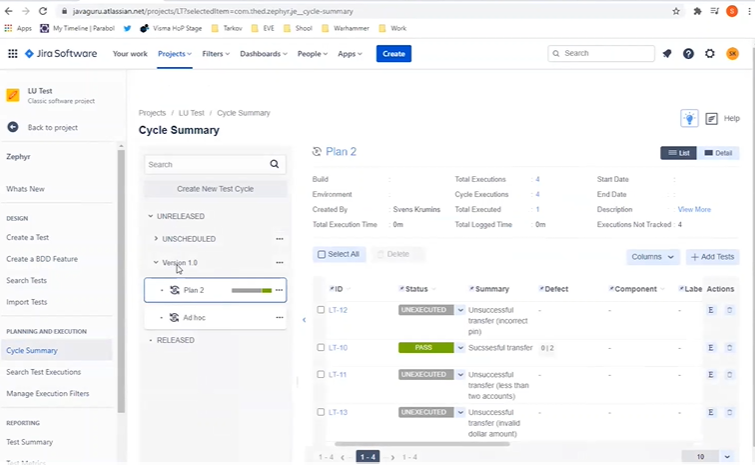 javaguru.atlassian.net/projects/LT?selectedItem=com.thed.zephyr.je__cycle-summary
Apps My Timeline | Parabol Visma HoP Stage Tarkov EVE Shool Warhammer Work
Jira Software Your work Projects Filters Dashboards People Apps Create Search SK
LU Test
Classic software project
Back to project
Zephyr
Whats New
DESIGN
Create a Test
Create a BDD Feature
Search Tests
Import Tests
PLANNING AND EXECUTION
Cycle Summary
Search Test Executions
Manage Execution Filters
REPORTING
Test Summary
Test Metrics
Projects / LU Test / Cycle Summary
Cycle Summary
Help
Search
Create New Test Cycle
UNRELEASED
UNSCHEDULED
Version 1.0
Plan 2
Ad hoc
RELEASED
Plan 2
List Detail
Build : Total Executions : 4 Start Date :
Environment : Cycle Executions : 4 End Date :
Created By : Svens Krumins Total Executed : 1 Description : View More
Total Execution Time : 0m Total Logged Time : 0m Executions Not Tracked : 4
Select All Delete Columns + Add Tests
ID Status Summary Defect Component Labe Actions
LT-12 UNEXECUTED Unsuccessful - - - E
transfer (incorrect
pin)
LT-10 PASS Sucssesful transfer 0 | 2 - - E
LT-11 UNEXECUTED Unsuccessful - - - E
transfer (less than
two accounts)
LT-13 UNEXECUTED Unsuccessful - - - E
transfer (invalid
dollar amount)
1 - 4 < 1 - 4 > 1 - 4 10